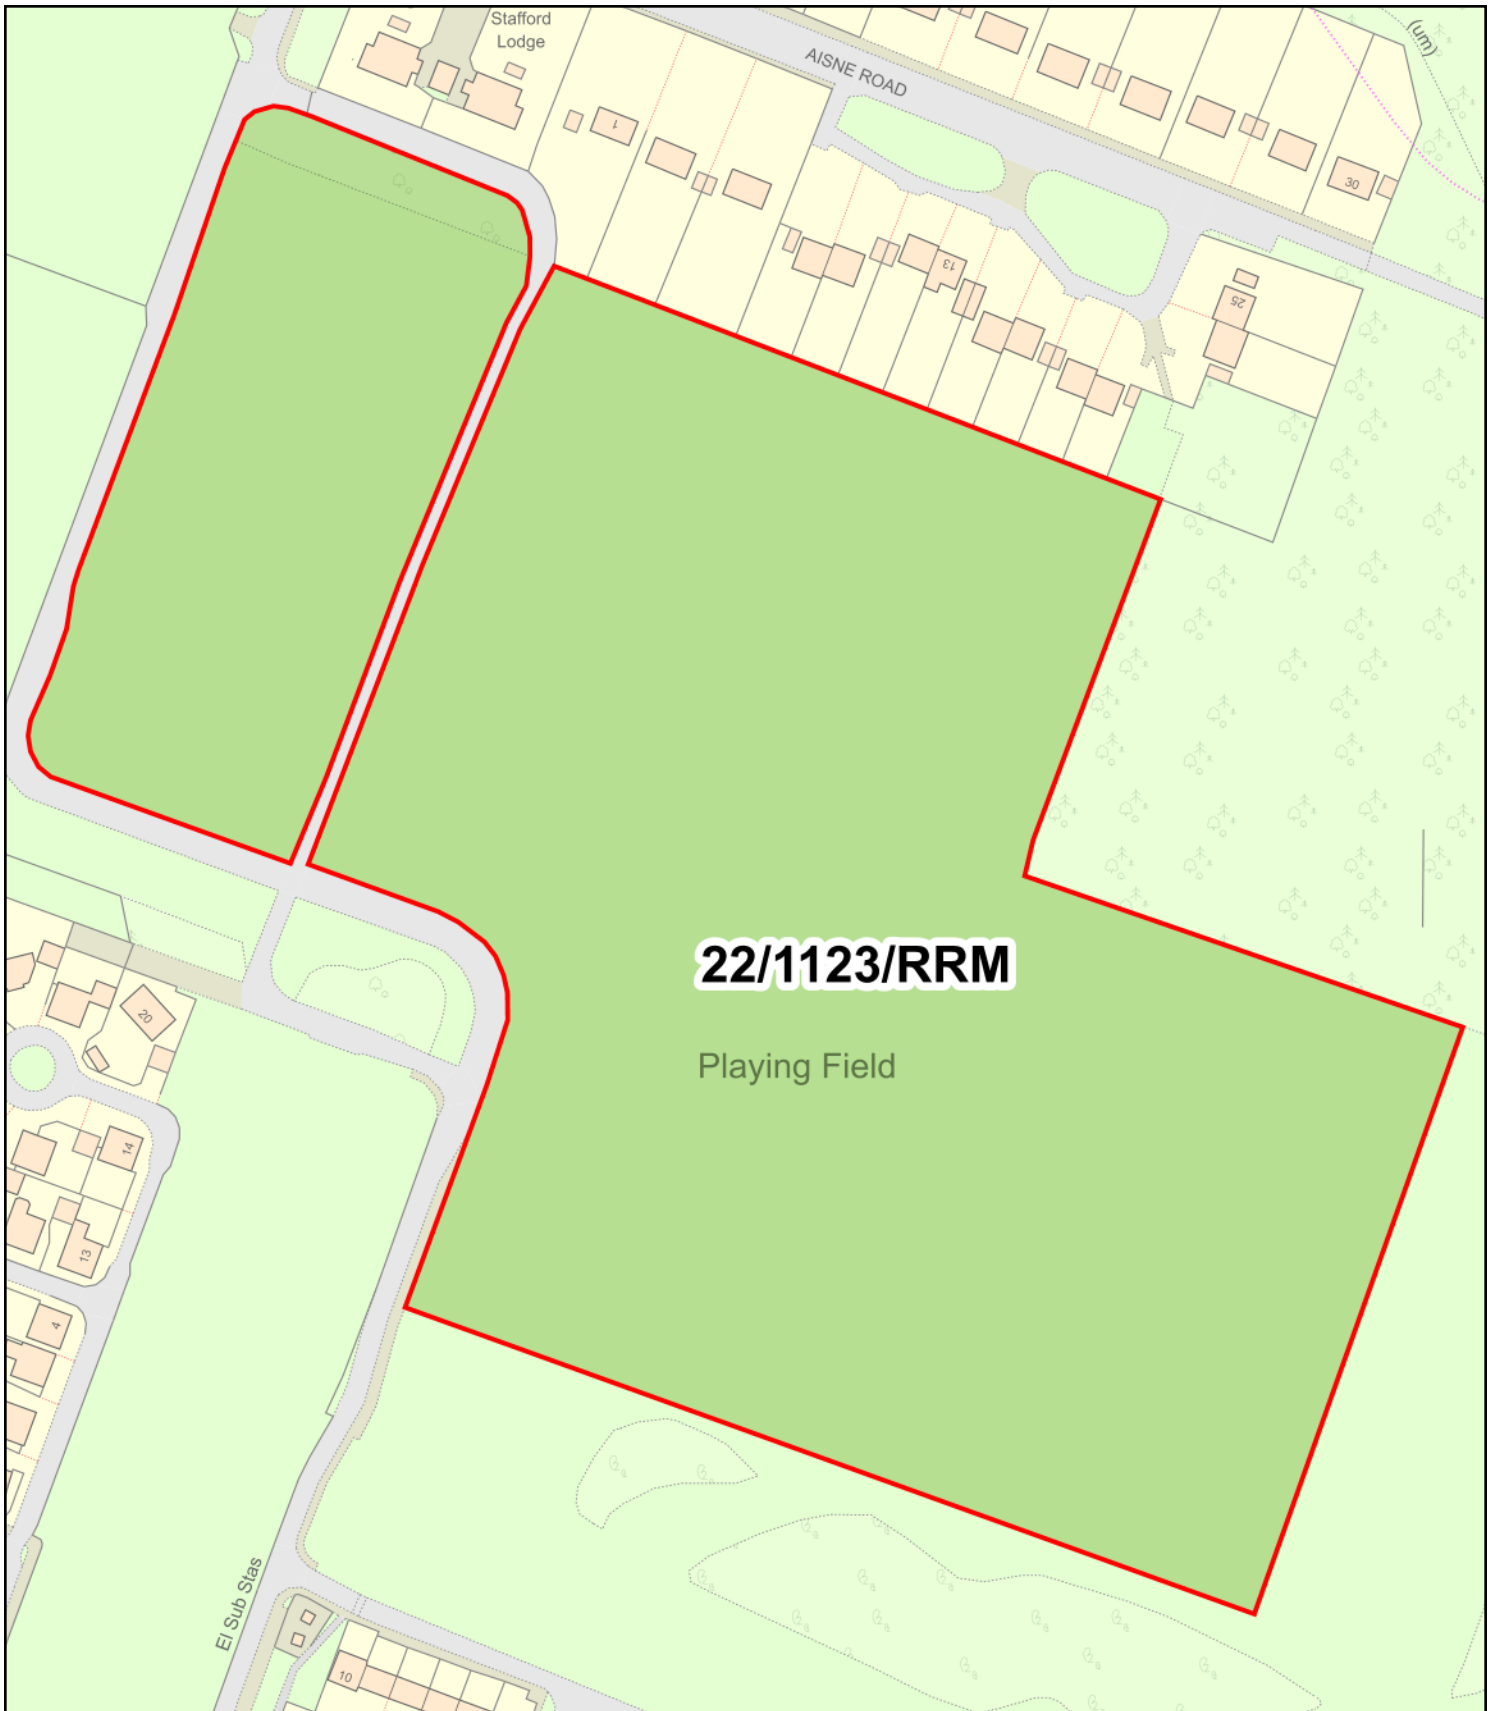 Stafford
Lodge
AISNE ROAD
(um)
1
30
13
25
22/1123/RRM
Playing Field
20
14
13
4
El Sub Stas
10